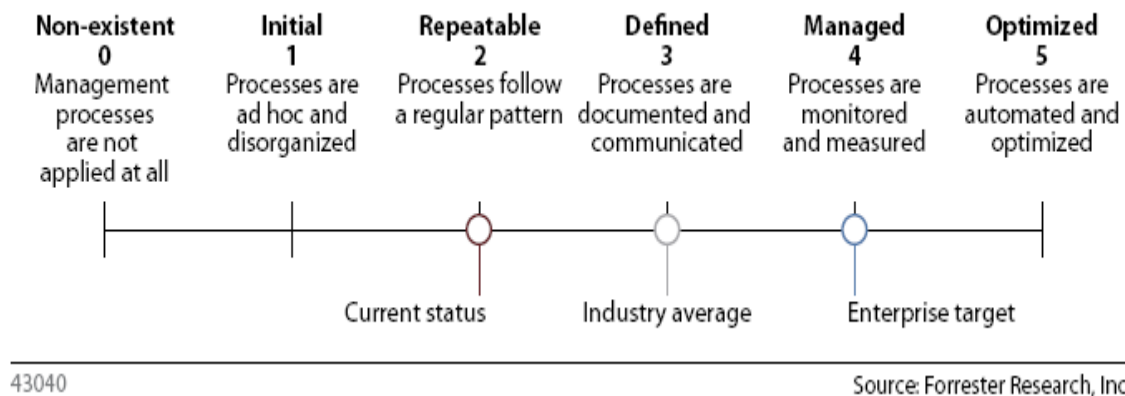 Non-existent
0
Management
processes
are not
applied at all
Initial
1
Processes are
ad hoc and
disorganized
Repeatable
2
Processes follow
a regular pattern
Defined
3
Processes are
documented and
communicated
Managed
4
Processes are
monitored
and measured
Optimized
5
Processes are
automated and
optimized
Current status
Industry average
Enterprise target
43040
Source: Forrester Research, Inc